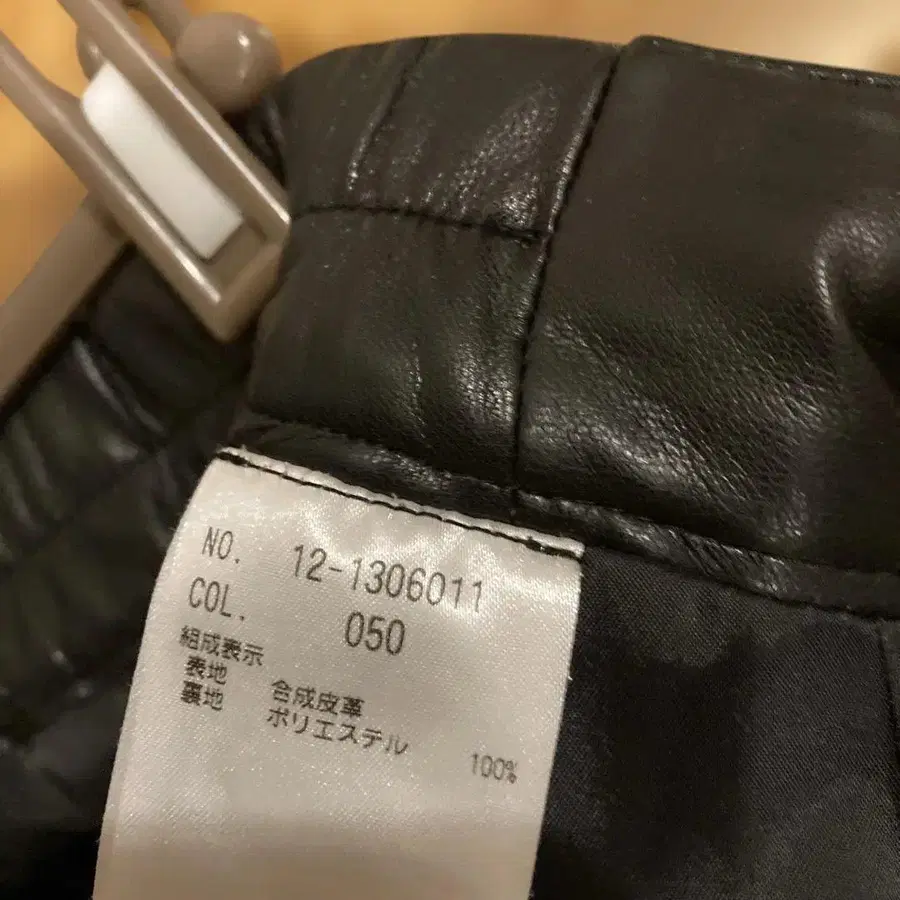 NO. 12-1306011
COL. 050
組成表示
表地 合成皮革
裏地 ポリエステル 100%